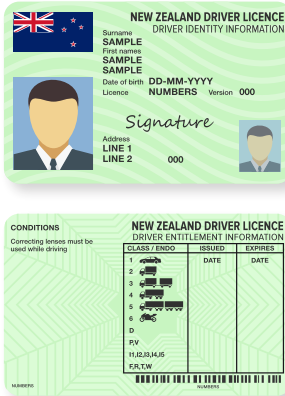 NEW ZEALAND DRIVER LICENCE
DRIVER IDENTITY INFORMATION
Surname
SAMPLE
First names
SAMPLE
SAMPLE
Date of birth DD-MM-YYYY
Licence NUMBERS Version 000
Signature
Address
LINE 1
LINE 2 000
CONDITIONS
Correcting lenses must be
used while driving
NEW ZEALAND DRIVER LICENCE
DRIVER ENTITLEMENT INFORMATION
CLASS / ENDO ISSUED EXPIRES
1 DATE DATE
2
3
4
5
6
D
P,V
I1,I2,I3,I4,I5
F,R,T,W
NUMBERS
NUMBERS